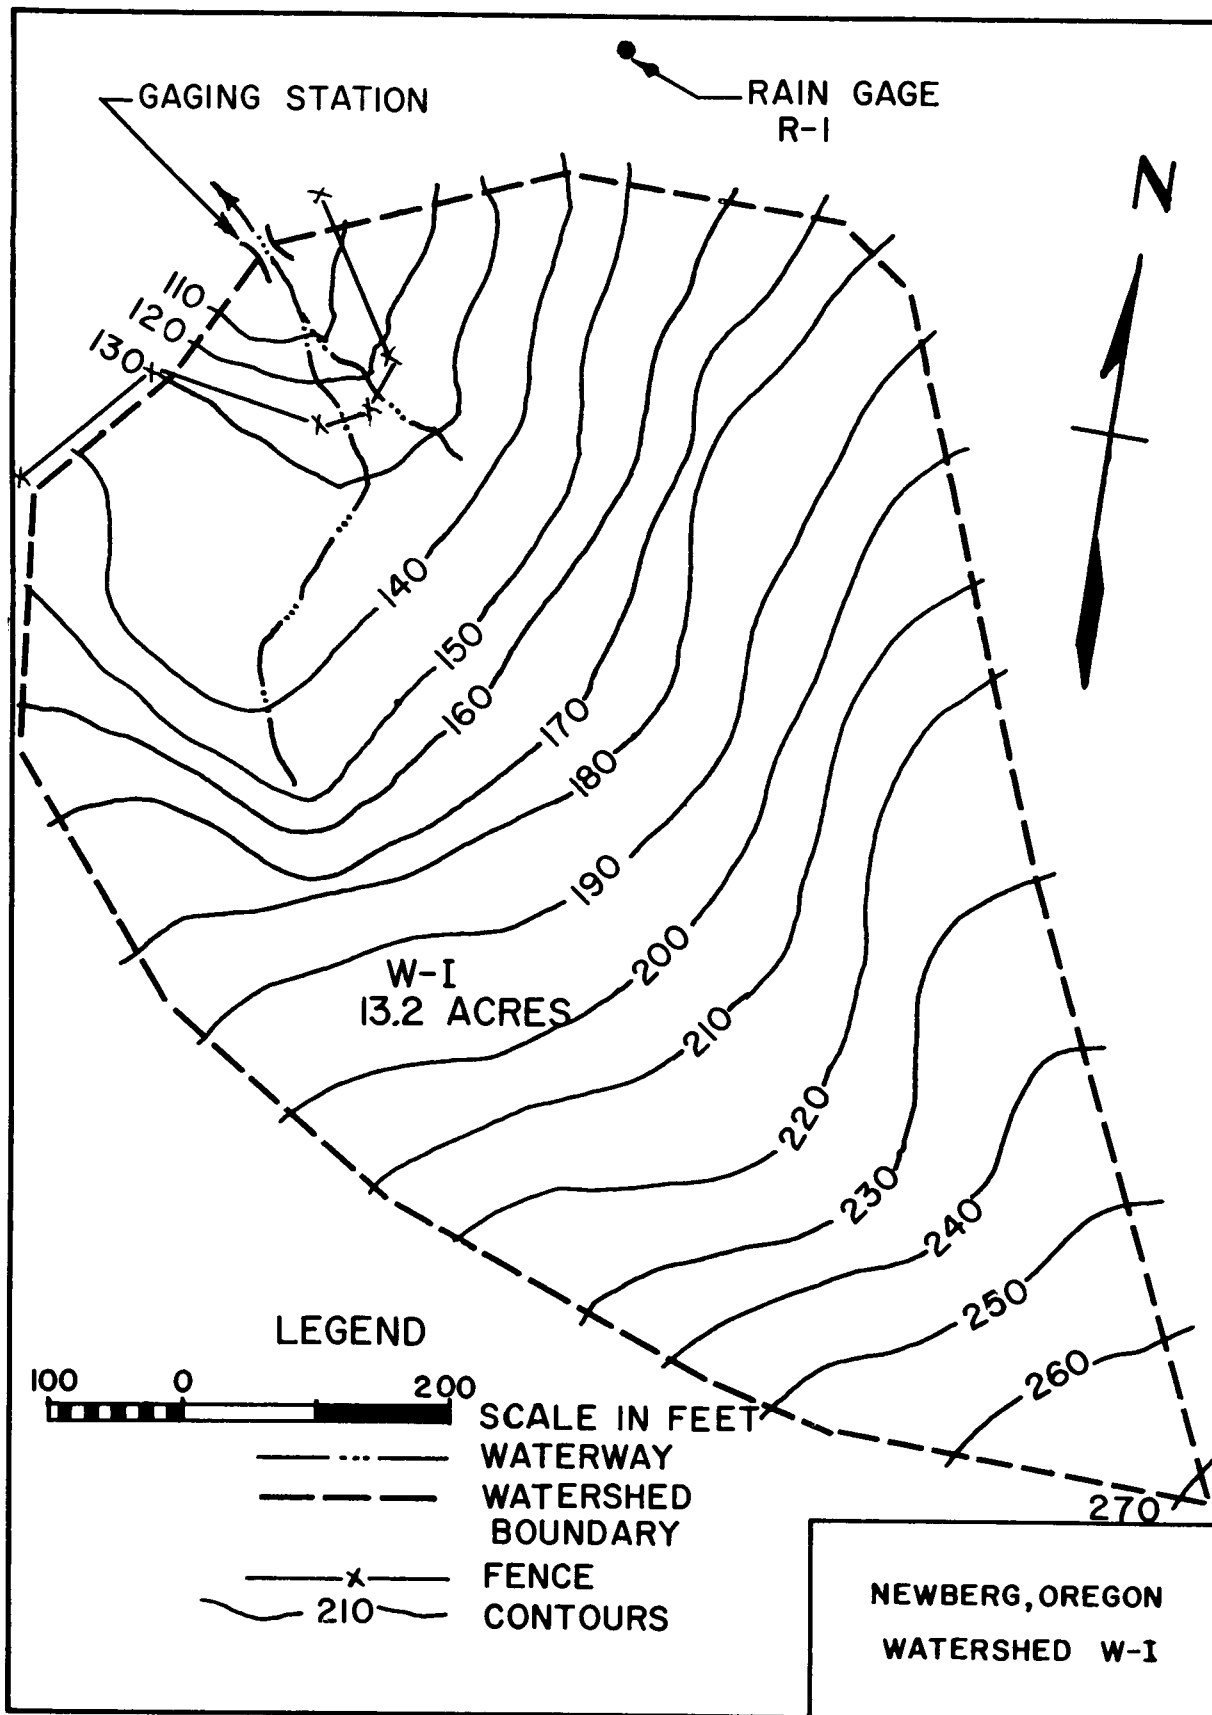 GAGING STATION
RAIN GAGE
R-1
N
110
120
130
140
150
160
170
180
190
W-I
13.2 ACRES
200
210
220
230
240
250
260
270
LEGEND
100 0 200
SCALE IN FEET
WATERWAY
WATERSHED
BOUNDARY
FENCE
210 CONTOURS
NEWBERG, OREGON
WATERSHED W-I